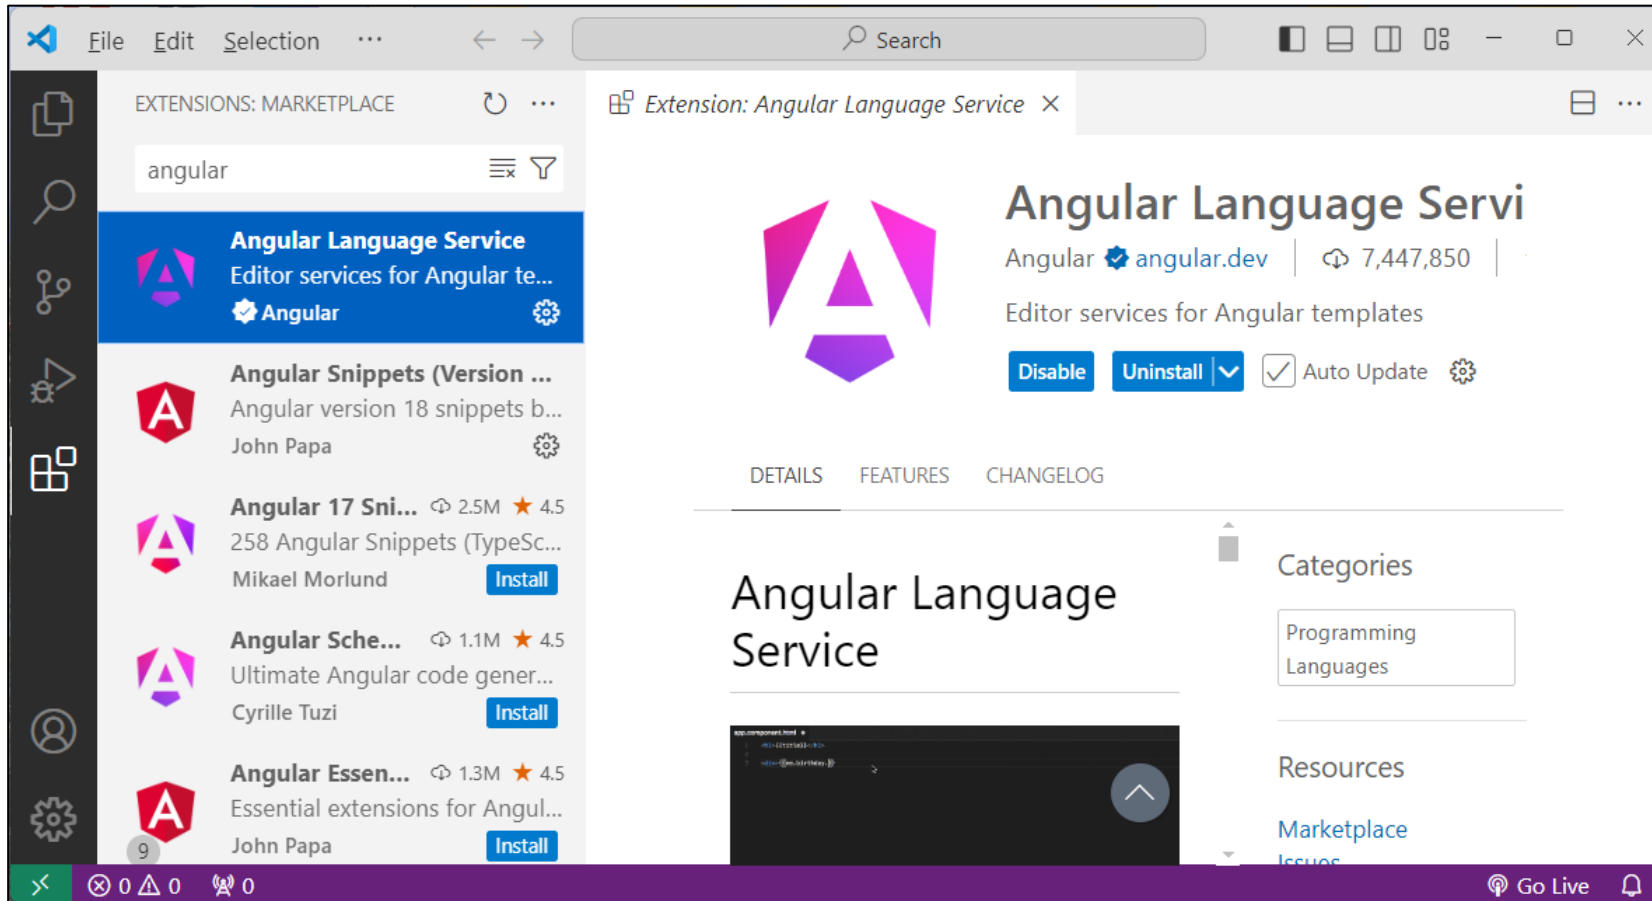 File Edit Selection ··· Search
EXTENSIONS: MARKETPLACE ···
angular
Angular Language Service
Editor services for Angular te...
Angular
Angular Snippets (Version ...
Angular version 18 snippets b...
John Papa
Angular 17 Sni... 2.5M ★ 4.5
258 Angular Snippets (TypeSc...
Mikael Morlund Install
Angular Sche... 1.1M ★ 4.5
Ultimate Angular code gener...
Cyrille Tuzi Install
Angular Essen... 1.3M ★ 4.5
Essential extensions for Angul...
9 John Papa Install
Extension: Angular Language Service ···
Angular Language Servi
Angular angular.dev 7,447,850
Editor services for Angular templates
Disable Uninstall Auto Update
DETAILS FEATURES CHANGELOG
Angular Language
Service
app.component.html
Categories
Programming
Languages
Resources
Marketplace
Issues
0 0 0 Go Live